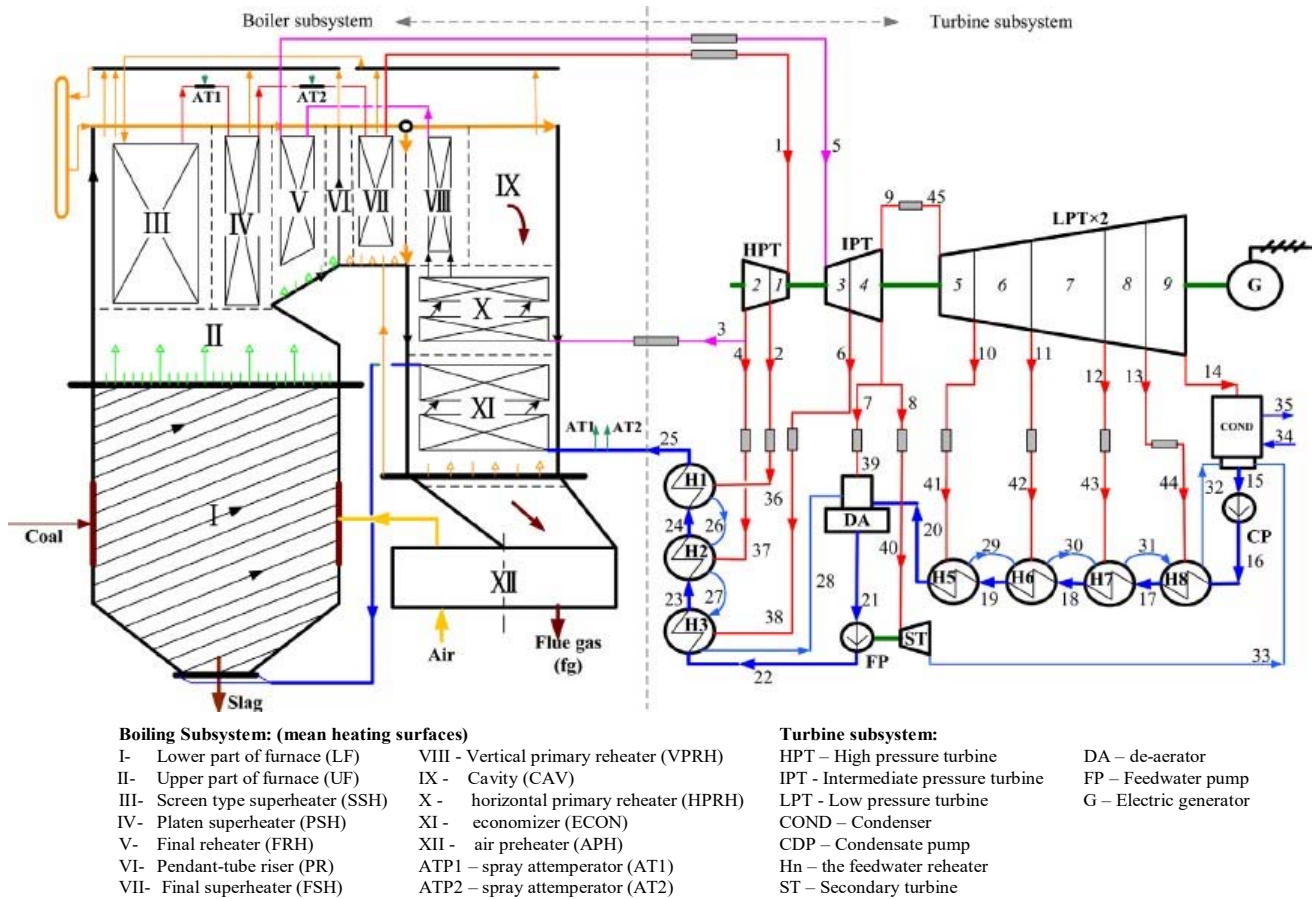 Boiler subsystem
Turbine subsystem
AT1
AT2
1
5
9
45
LPT×2
III
IV
V
VI
VII
VIII
IX
HPT
IPT
2
1
3
4
5
6
7
8
9
G
II
X
3
4
2
6
10
11
12
13
14
35
34
COND
XI
AT1
AT2
7
8
25
39
32
15
I
H1
36
41
42
43
44
CP
Coal
24
26
DA
20
16
H2
37
40
29
30
31
H5
H6
H7
H8
XII
28
23
27
21
19
18
17
38
H3
ST
Air
Flue gas
(fg)
FP
33
22
Slag
Boiling Subsystem: (mean heating surfaces)
I- Lower part of furnace (LF)
II- Upper part of furnace (UF)
III- Screen type superheater (SSH)
IV- Platen superheater (PSH)
V- Final reheater (FRH)
VI- Pendant-tube riser (PR)
VII- Final superheater (FSH)
VIII - Vertical primary reheater (VPRH)
IX - Cavity (CAV)
X - horizontal primary reheater (HPRH)
XI - economizer (ECON)
XII - air preheater (APH)
ATP1 – spray attemperator (AT1)
ATP2 – spray attemperator (AT2)
Turbine subsystem:
HPT – High pressure turbine
IPT - Intermediate pressure turbine
LPT - Low pressure turbine
COND – Condenser
CDP – Condensate pump
Hn – the feedwater reheater
ST – Secondary turbine
DA – de-aerator
FP – Feedwater pump
G – Electric generator